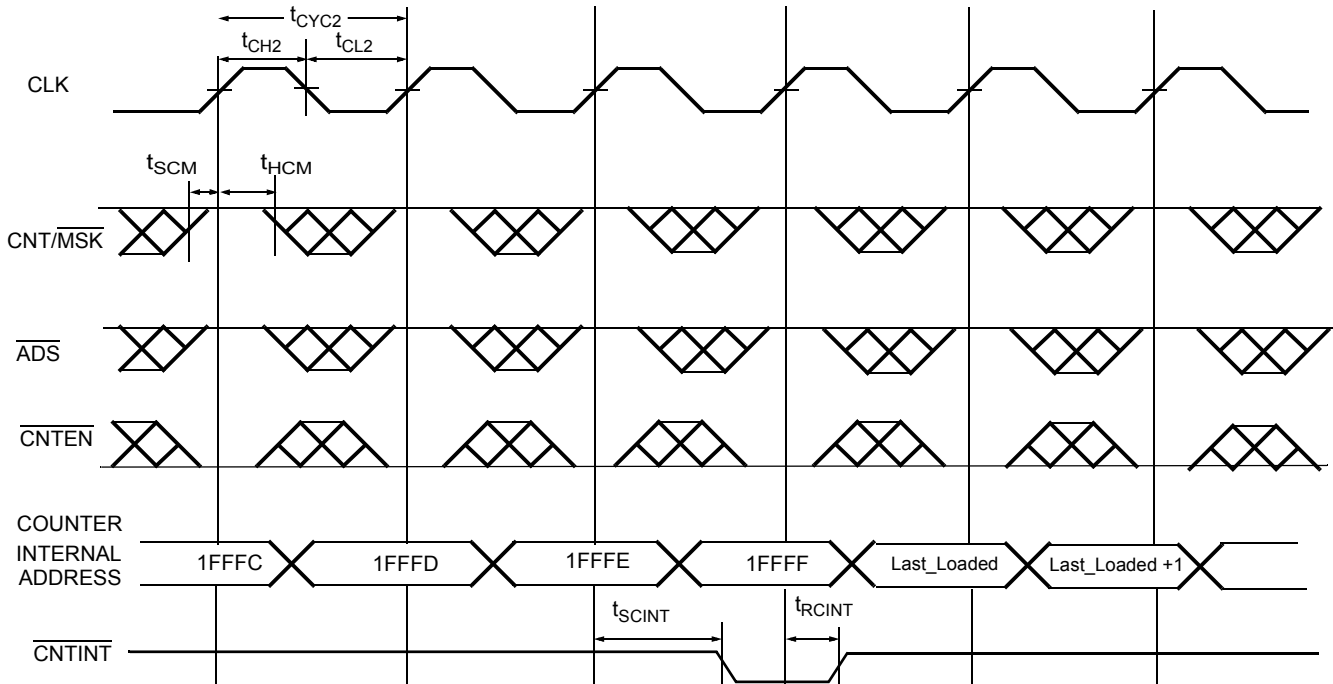 tCYC2
tCH2 tCL2
CLK
tSCM tHCM
CNT/MSK
ADS
CNTEN
COUNTER
INTERNAL
ADDRESS
1FFFC 1FFFD 1FFFE 1FFFF Last_Loaded Last_Loaded +1
tSCINT tRCINT
CNTINT